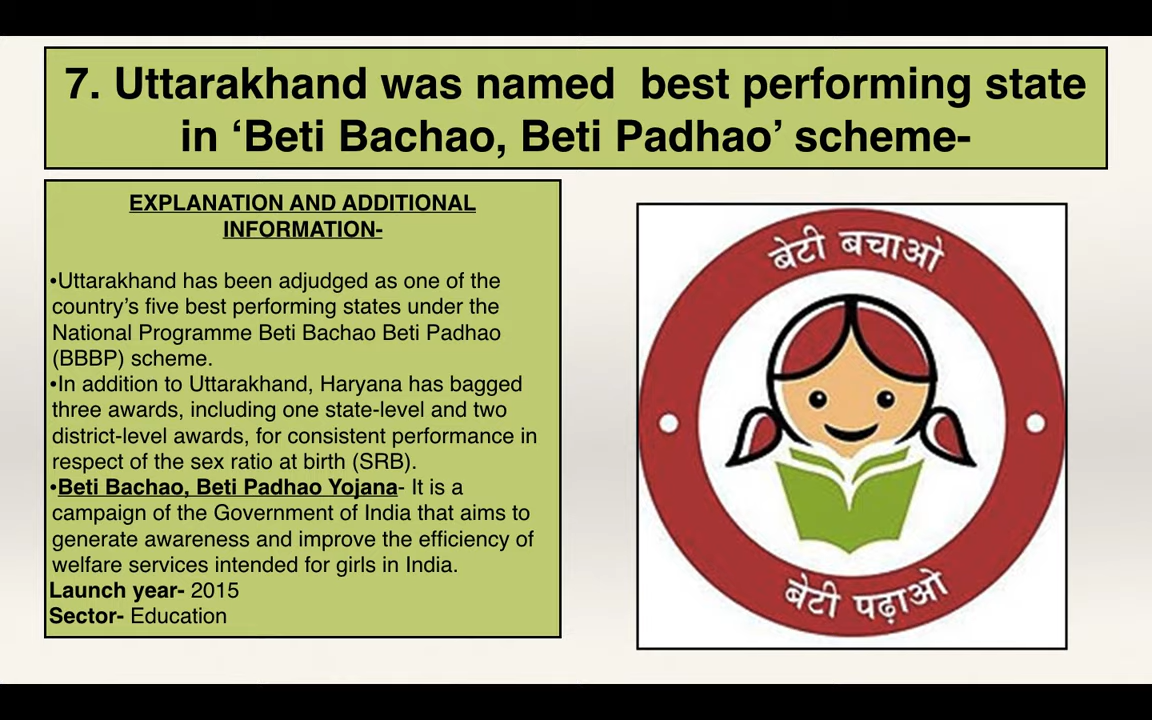 7. Uttarakhand was named  best performing state
in ‘Beti Bachao, Beti Padhao’ scheme-
EXPLANATION AND ADDITIONAL
INFORMATION-
•Uttarakhand has been adjudged as one of the
country’s five best performing states under the
National Programme Beti Bachao Beti Padhao
(BBBP) scheme.
•In addition to Uttarakhand, Haryana has bagged
three awards, including one state-level and two
district-level awards, for consistent performance in
respect of the sex ratio at birth (SRB).
•Beti Bachao, Beti Padhao Yojana- It is a
campaign of the Government of India that aims to
generate awareness and improve the efficiency of
welfare services intended for girls in India.
Launch year- 2015
Sector- Education
बेटी बचाओ
बेटी पढ़ाओ